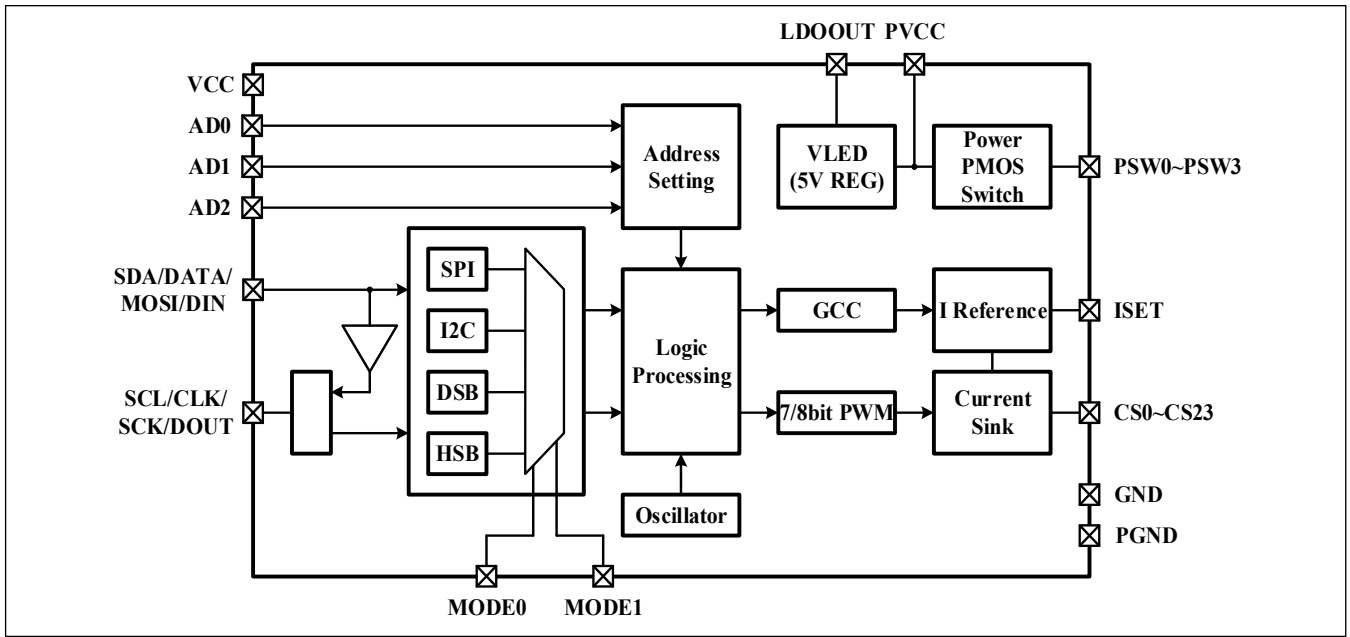 LDOOUT PVCC
VCC
AD0
AD1
AD2
Address
Setting
VLED
(5V REG)
Power
PMOS
Switch
PSW0~PSW3
SDA/DATA/
MOSI/DIN
SPI
I2C
DSB
HSB
Logic
Processing
GCC
I Reference
ISET
SCL/CLK/
SCK/DOUT
7/8bit PWM
Current
Sink
CS0~CS23
Oscillator
GND
PGND
MODE0
MODE1